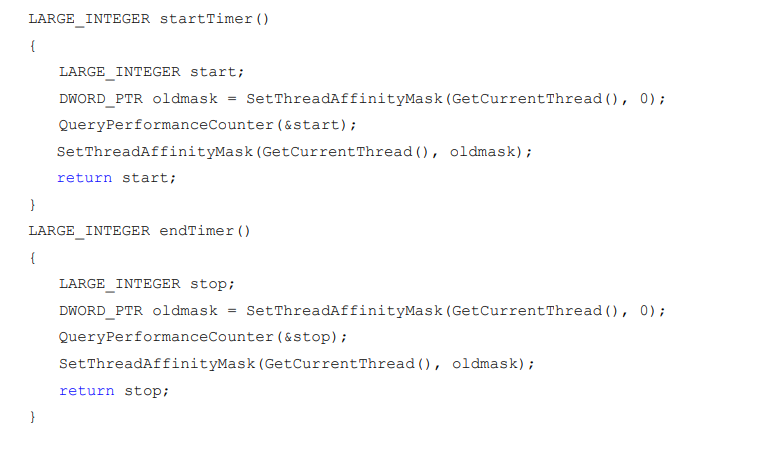 LARGE_INTEGER startTimer()
{
LARGE_INTEGER start;
DWORD_PTR oldmask = SetThreadAffinityMask(GetCurrentThread(), 0);
QueryPerformanceCounter(&start);
SetThreadAffinityMask(GetCurrentThread(), oldmask);
return start;
}
LARGE_INTEGER endTimer()
{
LARGE_INTEGER stop;
DWORD_PTR oldmask = SetThreadAffinityMask(GetCurrentThread(), 0);
QueryPerformanceCounter(&stop);
SetThreadAffinityMask(GetCurrentThread(), oldmask);
return stop;
}